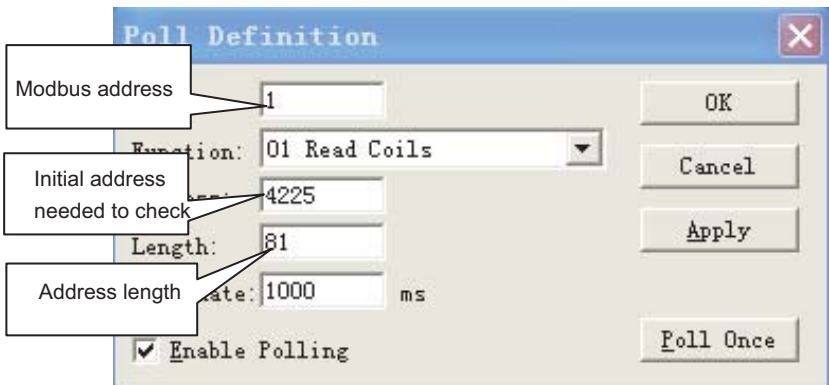 Poll Definition
Modbus address
1
OK
Function: 01 Read Coils
Cancel
Initial address
needed to check
4225
Apply
Length: 81
Address length
1000 ms
Enable Polling
Poll Once